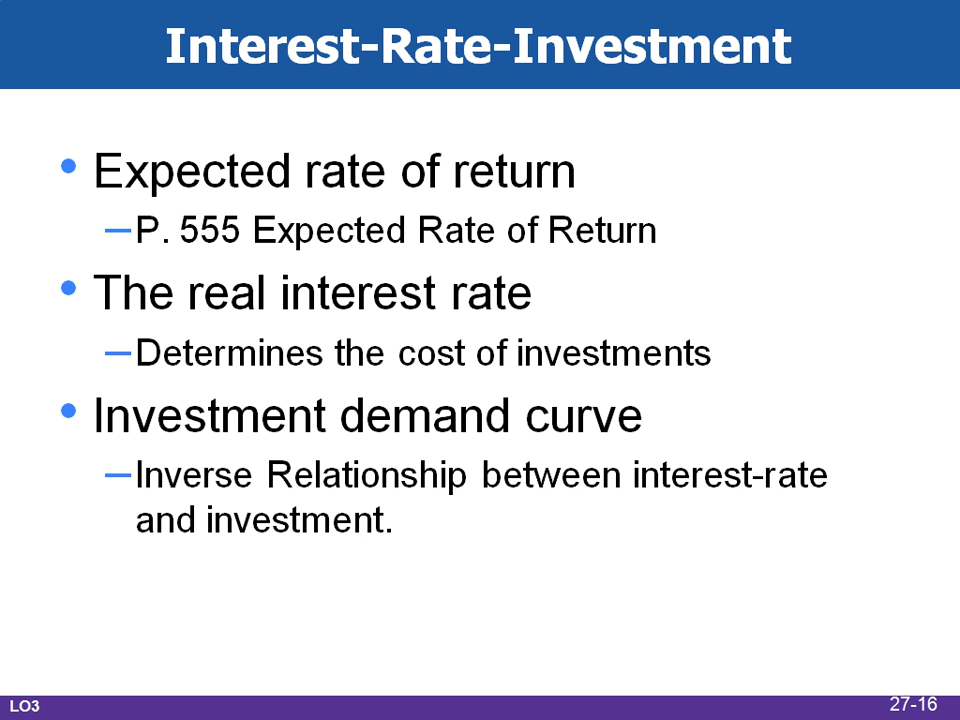 Interest-Rate-Investment
• Expected rate of return
–P. 555 Expected Rate of Return
• The real interest rate
–Determines the cost of investments
• Investment demand curve
–Inverse Relationship between interest-rate
and investment.
LO3
27-16